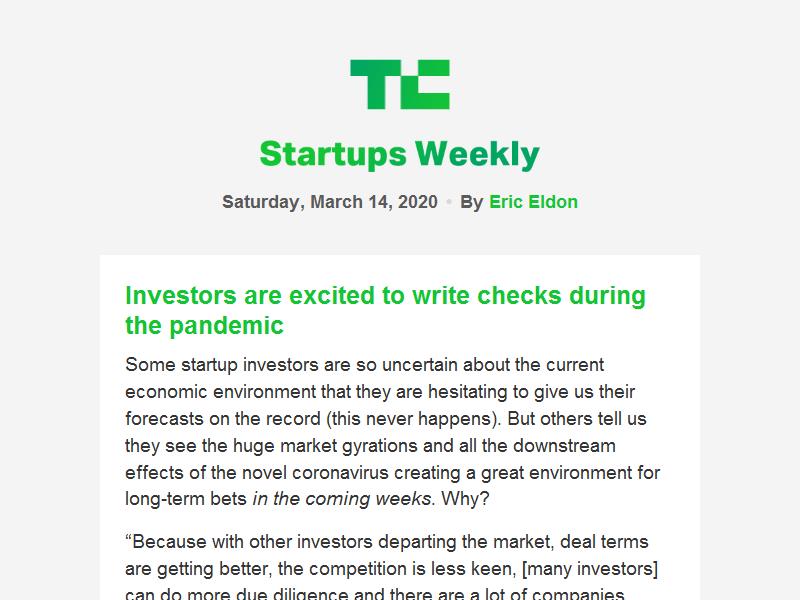 TC
Startups Weekly
Saturday, March 14, 2020 • By Eric Eldon
Investors are excited to write checks during
the pandemic
Some startup investors are so uncertain about the current
economic environment that they are hesitating to give us their
forecasts on the record (this never happens). But others tell us
they see the huge market gyrations and all the downstream
effects of the novel coronavirus creating a great environment for
long-term bets in the coming weeks. Why?
“Because with other investors departing the market, deal terms
are getting better, the competition is less keen, [many investors]
can do more due diligence and there are a lot of companies